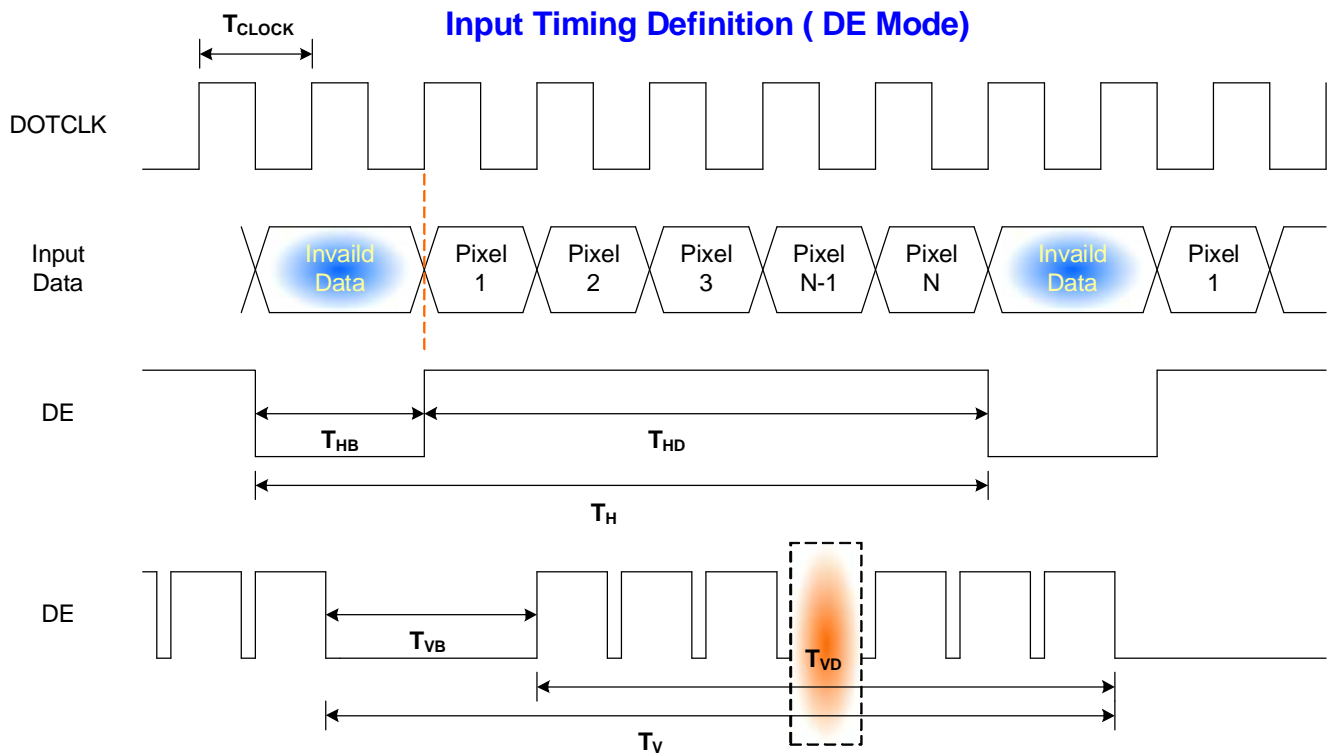 Input Timing Definition ( DE Mode)
TCLOCK
DOTCLK
Input
Data
Invaild
Data
Pixel
1
Pixel
2
Pixel
3
Pixel
N-1
Pixel
N
Invaild
Data
Pixel
1
DE
THB
THD
TH
DE
TVB
TVD
TV